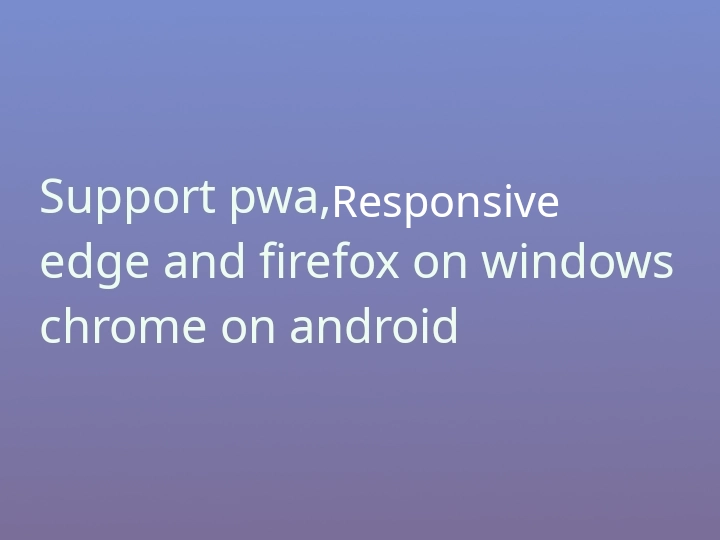 Support pwa,Responsive
edge and firefox on windows
chrome on android